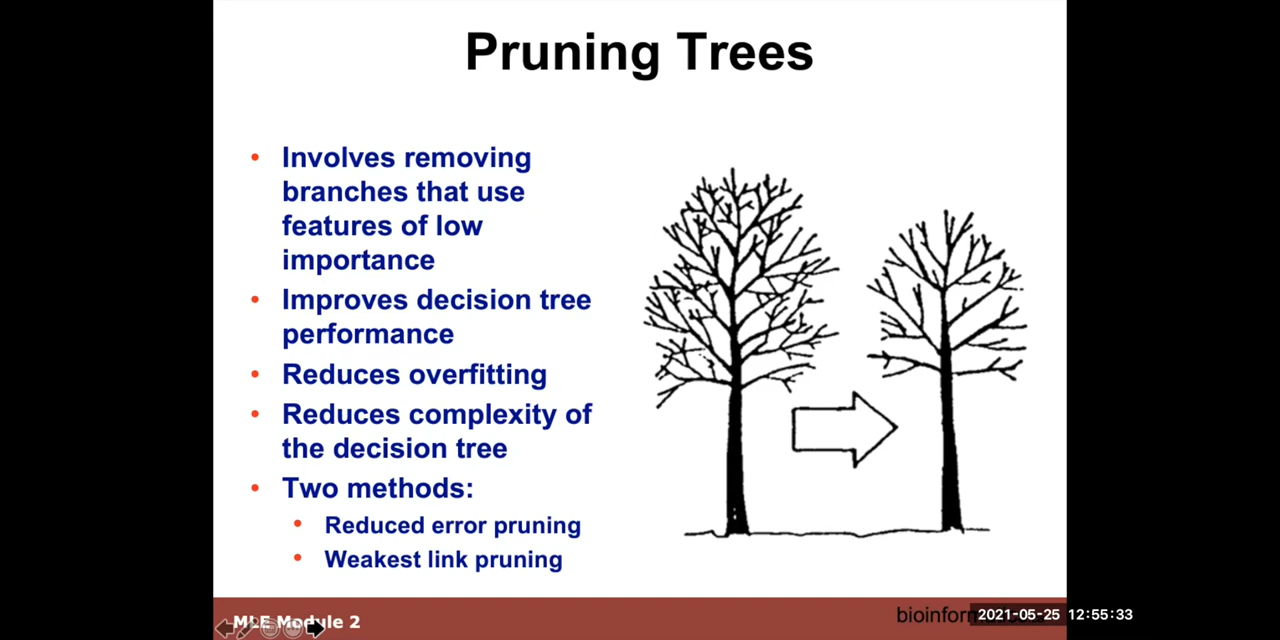 Pruning Trees
• Involves removing
branches that use
features of low
importance
• Improves decision tree
performance
• Reduces overfitting
• Reduces complexity of
the decision tree
• Two methods:
• Reduced error pruning
• Weakest link pruning
MLE Module 2
2021-05-25 12:55:33